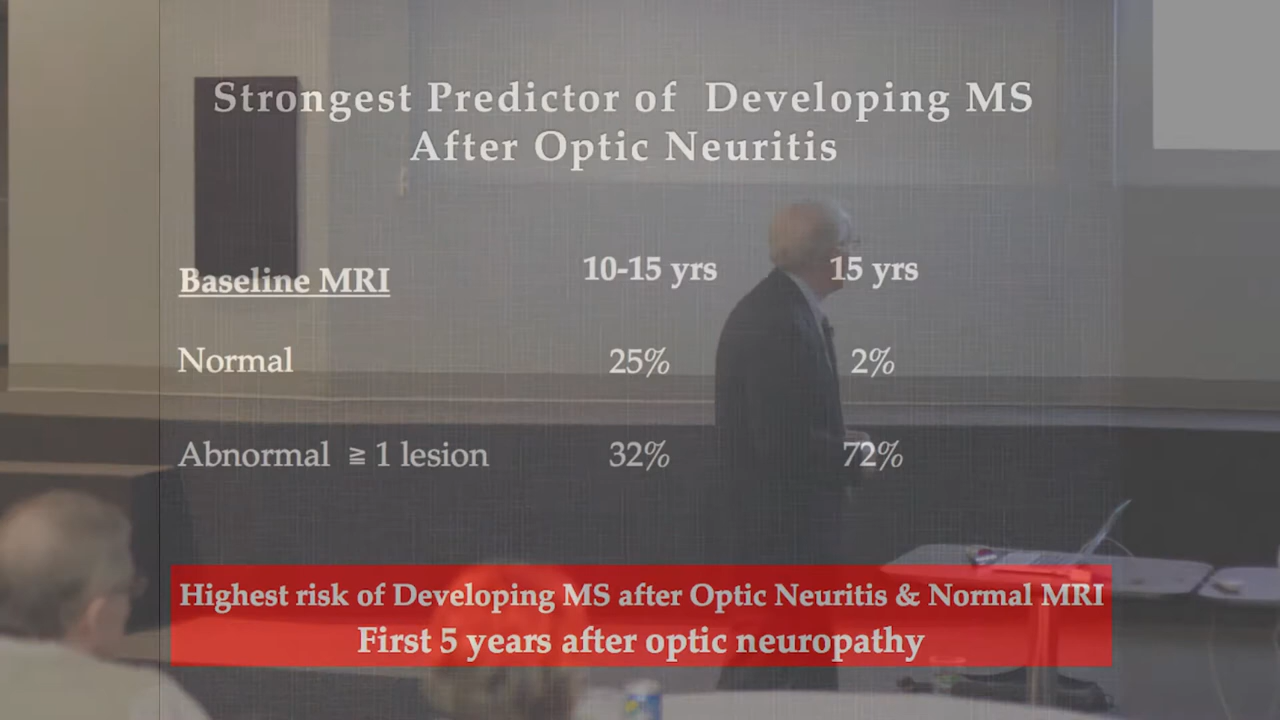 Strongest Predictor of Developing MS
After Optic Neuritis
Baseline MRI 10-15 yrs 15 yrs
Normal 25% 2%
Abnormal ≧ 1 lesion 32% 72%
Highest risk of Developing MS after Optic Neuritis & Normal MRI
First 5 years after optic neuropathy